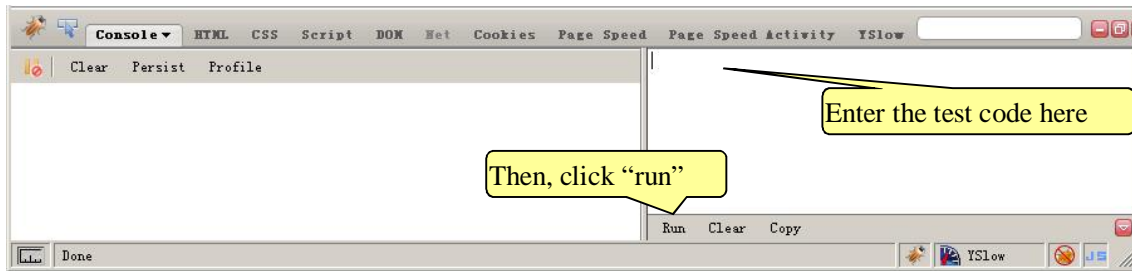 Console HTML CSS Script DOM Net Cookies Page Speed Page Speed Activity YSlow
Clear Persist Profile
Enter the test code here
Then, click “run”
Run Clear Copy
Done YSlow JS